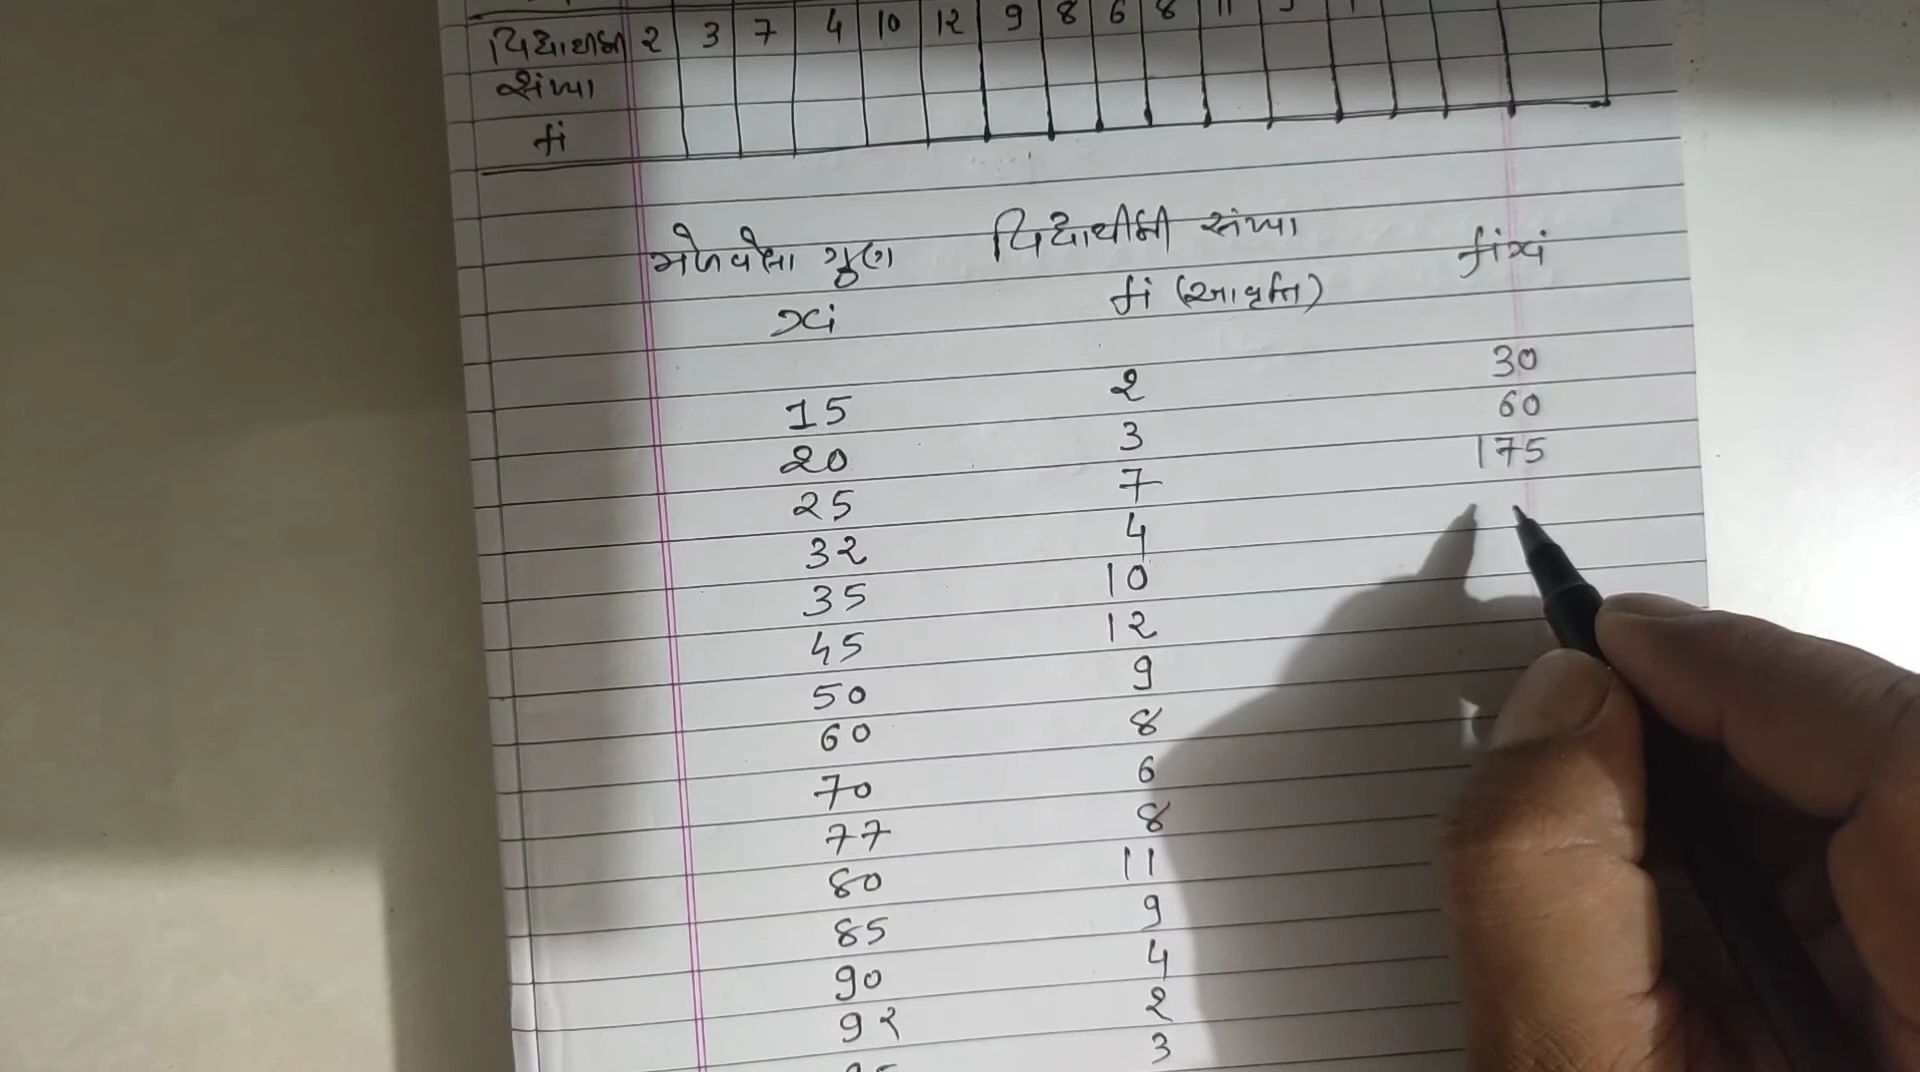 વિદ્યાર્થીની 2 3 7 4 10 12 9 8 6 8 11
સંખ્યા
fi
મેળવેલા ગુણ વિદ્યાર્થીની સંખ્યા fixi
xi fi (આવૃત્તિ)
15 2 30
20 3 60
25 7 175
32 4
35 10
45 12
50 9
60 8
70 6
77 8
80 11
85 9
90 4
92 2
3